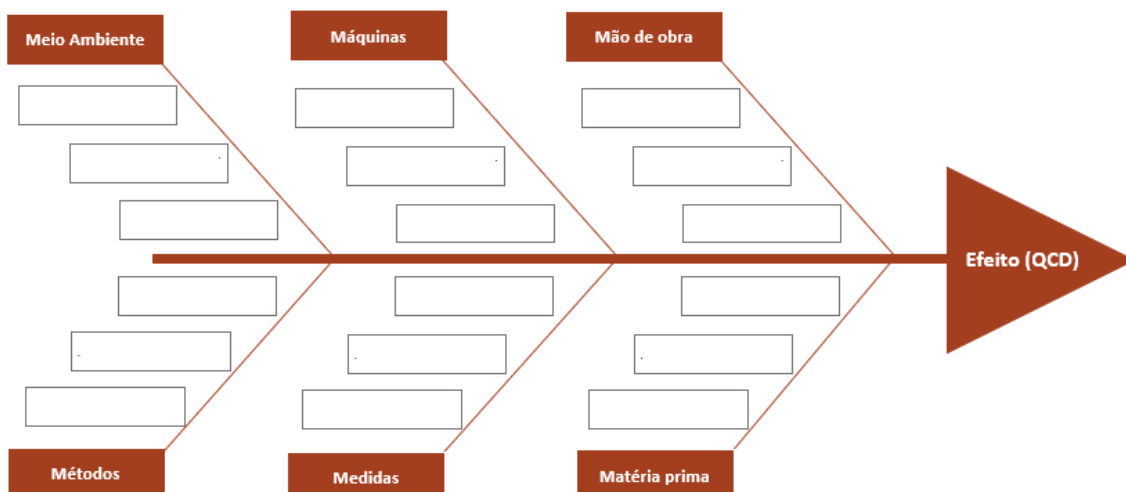 Meio Ambiente
Máquinas
Mão de obra
Efeito (QCD)
Métodos
Medidas
Matéria prima